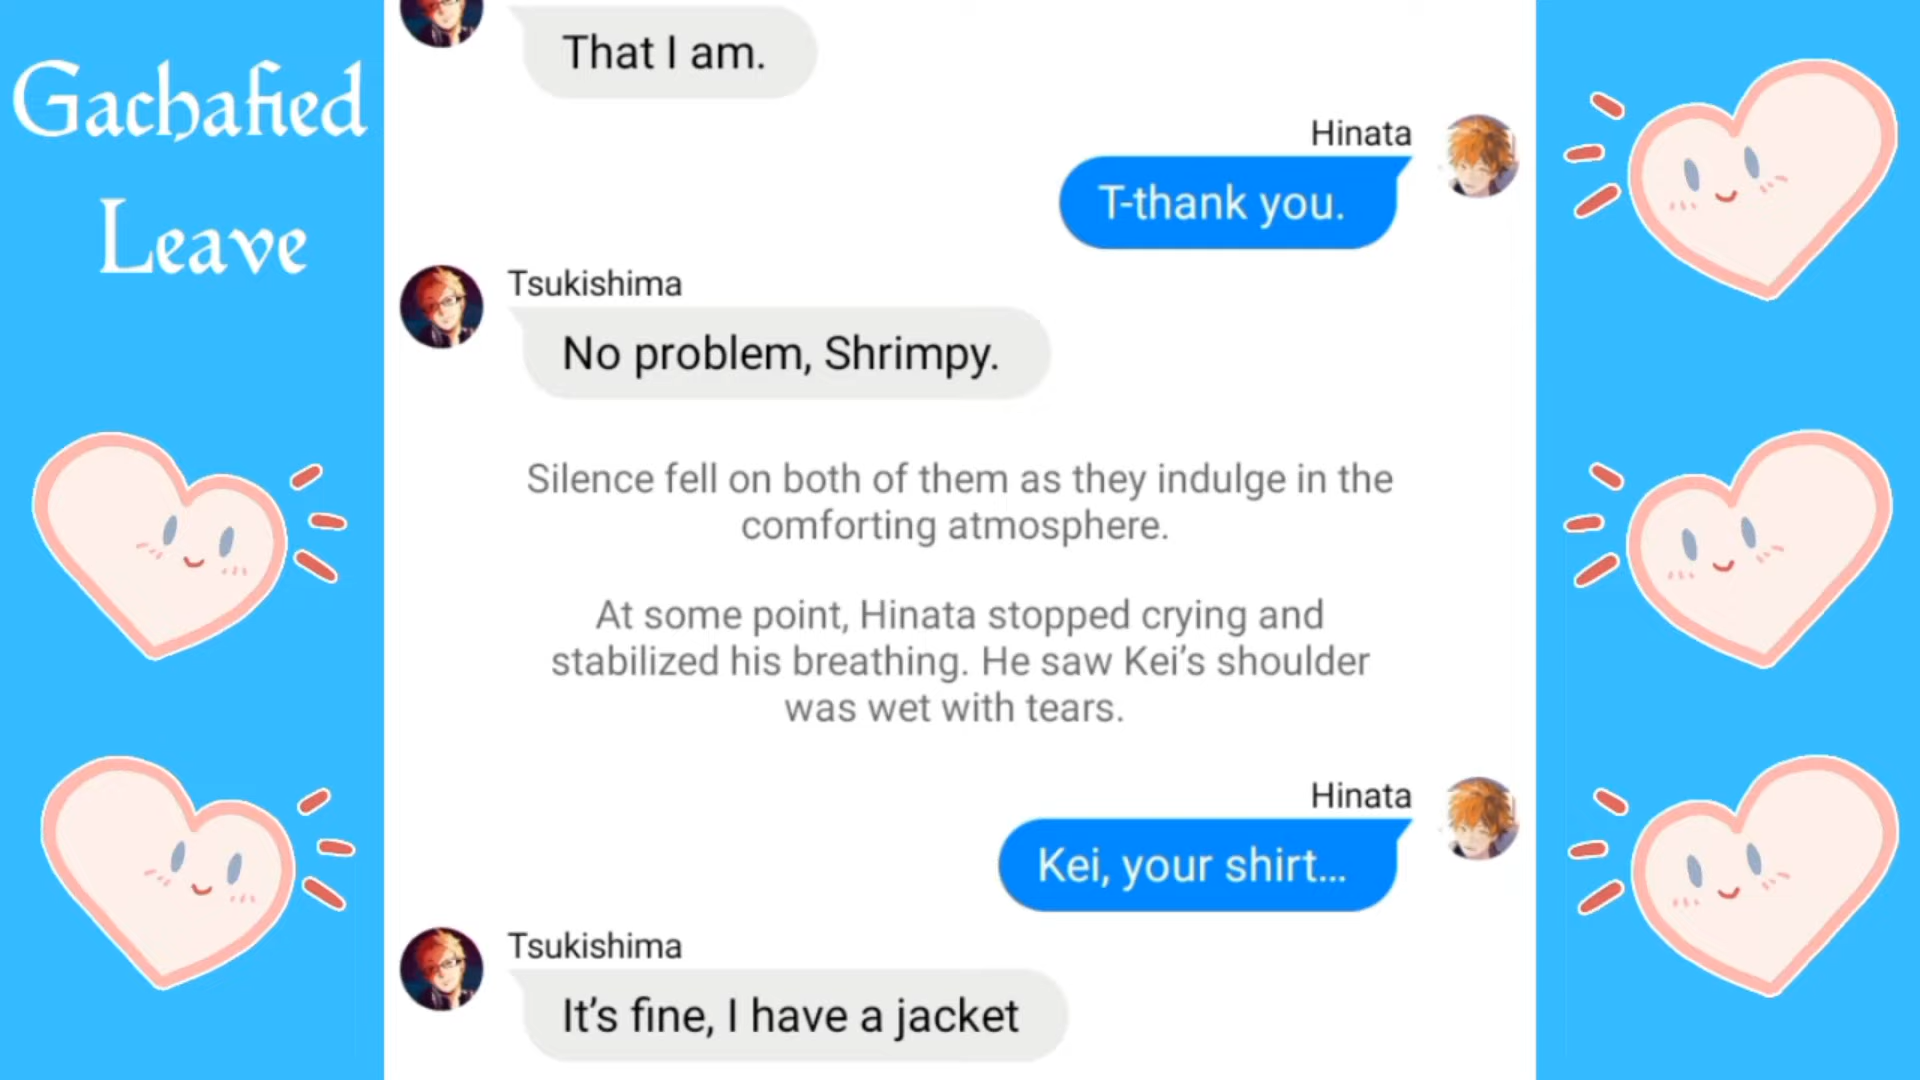 Gachafied
Leave
That I am.
Hinata
T-thank you.
Tsukishima
No problem, Shrimpy.
Silence fell on both of them as they indulge in the
comforting atmosphere.
At some point, Hinata stopped crying and
stabilized his breathing. He saw Kei’s shoulder
was wet with tears.
Hinata
Kei, your shirt...
Tsukishima
It’s fine, I have a jacket